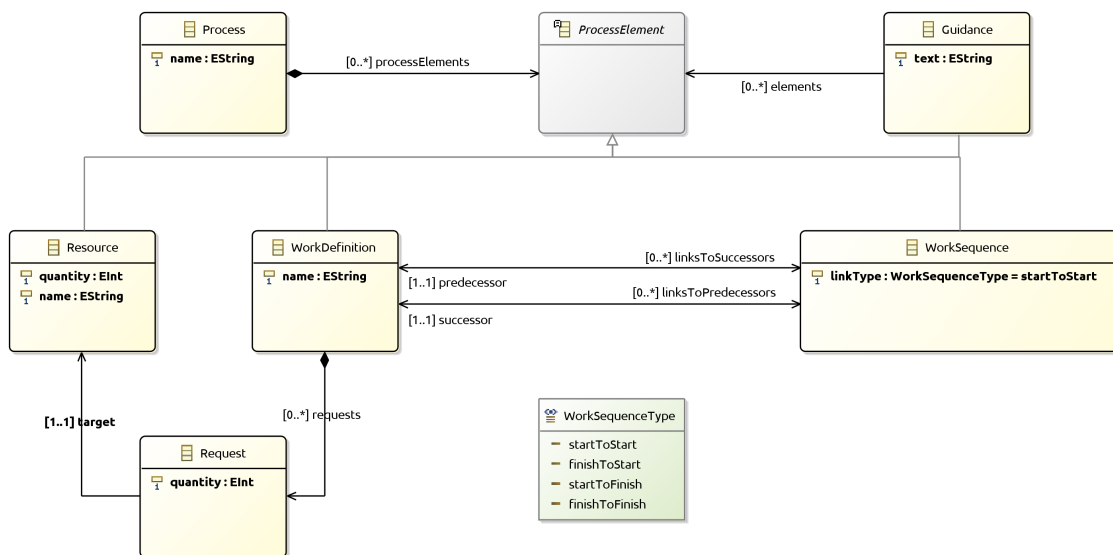 Process
name : EString
[0..*] processElements
ProcessElement
[0..*] elements
Guidance
text : EString
Resource
quantity : EInt
name : EString
WorkDefinition
name : EString
[0..*] linksToSuccessors
[1..1] predecessor
[0..*] linksToPredecessors
[1..1] successor
WorkSequence
linkType : WorkSequenceType = startToStart
[1..1] target
[0..*] requests
Request
quantity : EInt
WorkSequenceType
startToStart
finishToStart
startToFinish
finishToFinish